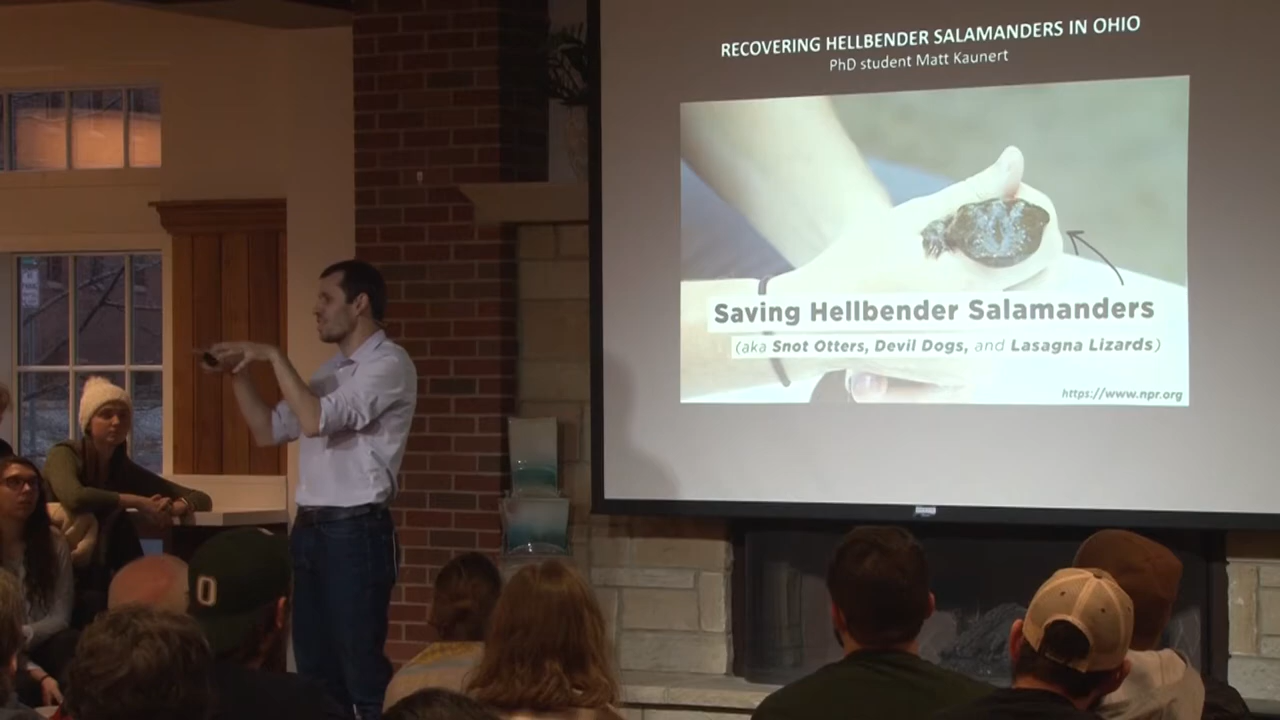 RECOVERING HELLBENDER SALAMANDERS IN OHIO
PhD student Matt Kaunert
Saving Hellbender Salamanders
(aka Snot Otters, Devil Dogs, and Lasagna Lizards)
https://www.npr.org
O